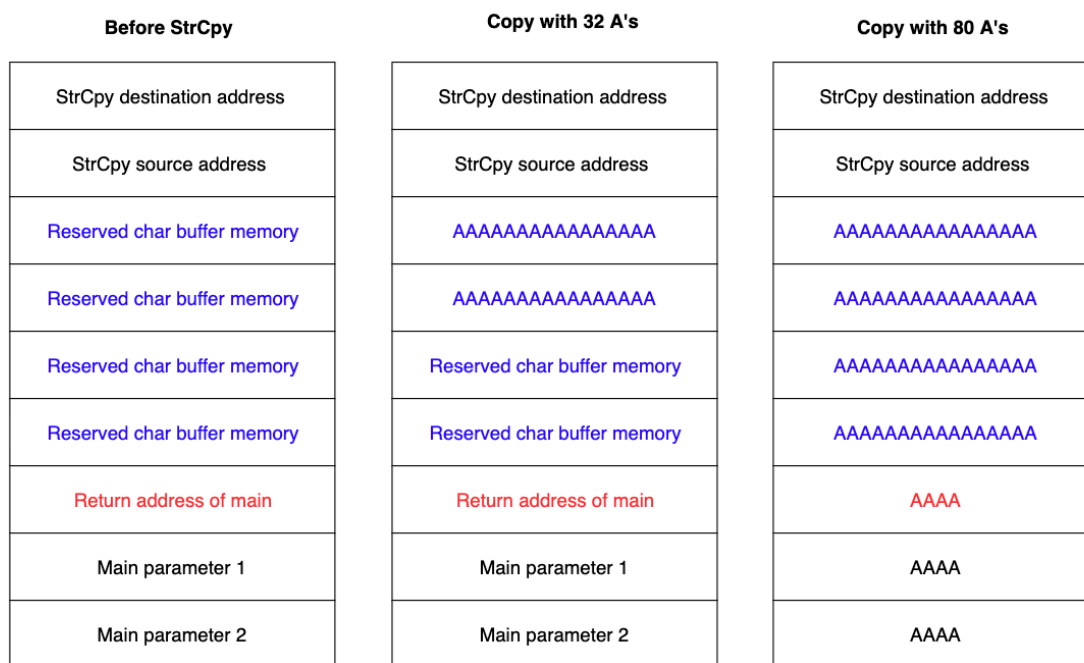 Before StrCpy
StrCpy destination address
StrCpy source address
Reserved char buffer memory
Reserved char buffer memory
Reserved char buffer memory
Reserved char buffer memory
Return address of main
Main parameter 1
Main parameter 2
Copy with 32 A's
StrCpy destination address
StrCpy source address
AAAAAAAAAAAAAAAA
AAAAAAAAAAAAAAAA
Reserved char buffer memory
Reserved char buffer memory
Return address of main
Main parameter 1
Main parameter 2
Copy with 80 A's
StrCpy destination address
StrCpy source address
AAAAAAAAAAAAAAAA
AAAAAAAAAAAAAAAA
AAAAAAAAAAAAAAAA
AAAAAAAAAAAAAAAA
AAAA
AAAA
AAAA